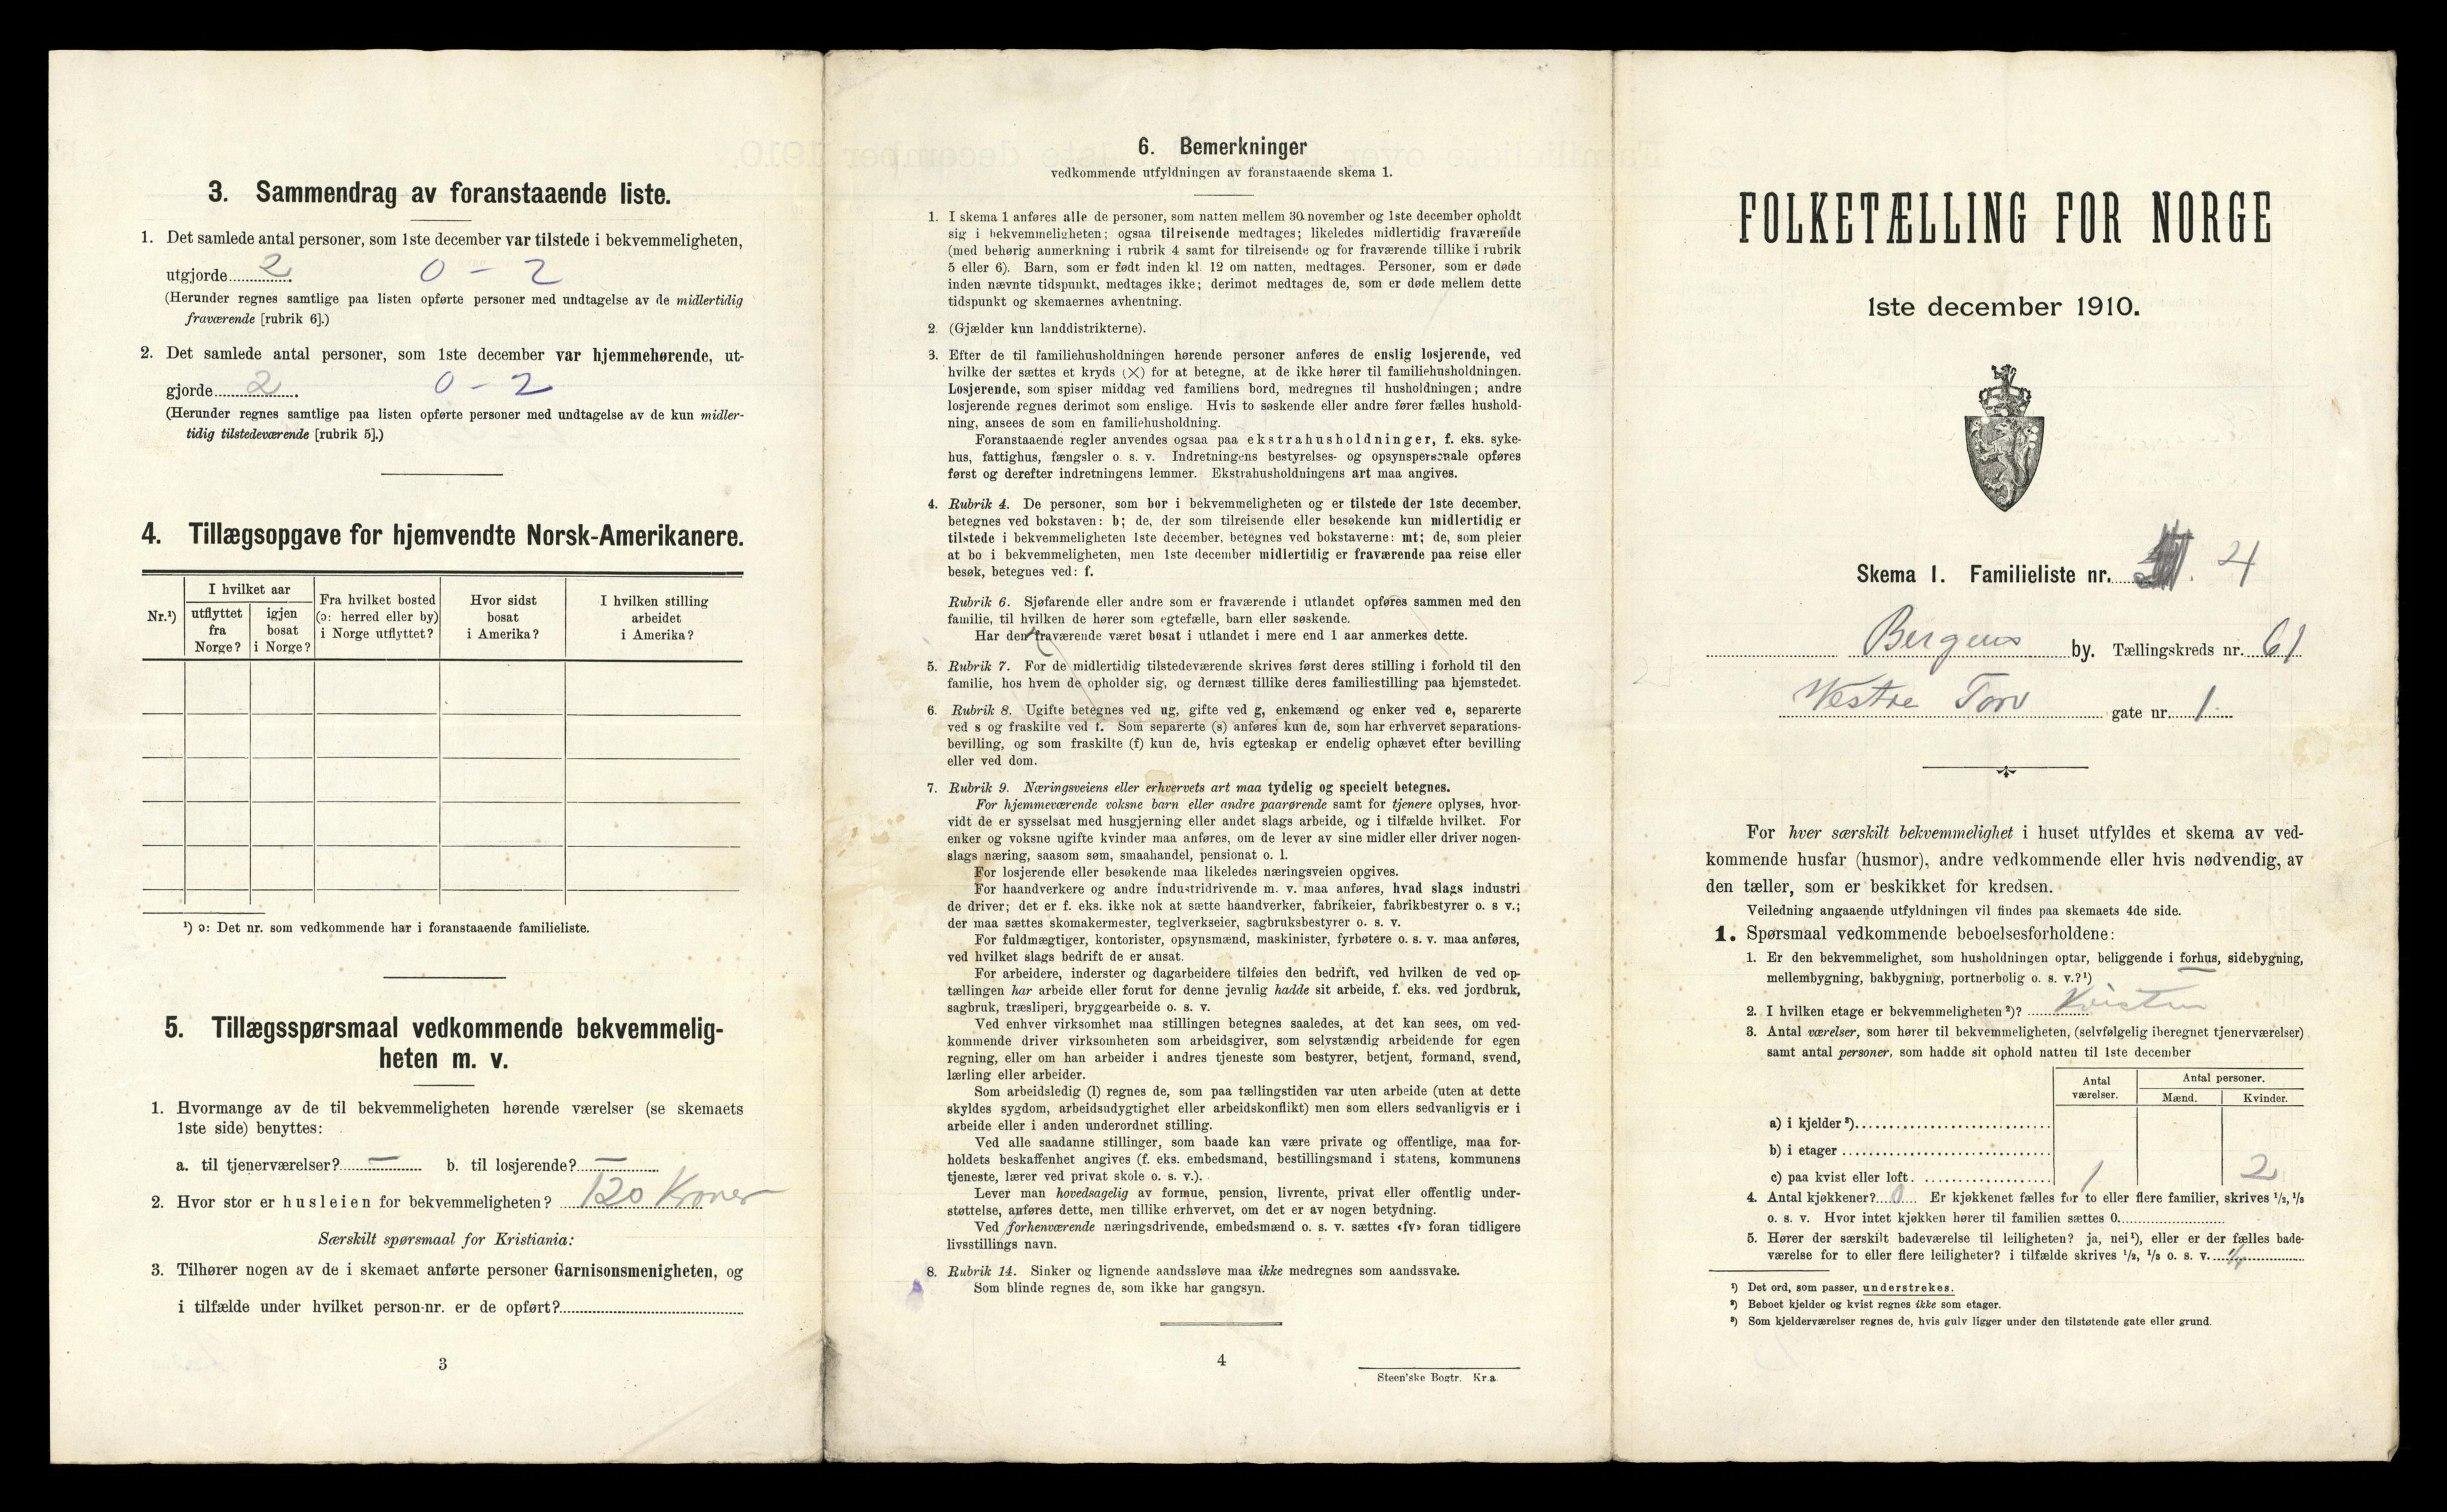 3. Sammendrag av foranstaaende liste.
1. Det samlede antal personer, som 1ste december var tilstede i bekvemmeligheten,
utgjorde 2 0 - 2
(Herunder regnes samtlige paa listen opførte personer med undtagelse av de midlertidig
fraværende [rubrik 6].)
2. Det samlede antal personer, som 1ste december var hjemmehørende, ut-
gjorde 2 0 - 2
(Herunder regnes samtlige paa listen opførte personer med undtagelse av de kun midler-
tidig tilstedeværende [rubrik 5].)
4. Tillægsopgave for hjemvendte Norsk-Amerikanere.
Nr.¹)
I hvilket aar
utflyttet fra Norge?
igjen bosat i Norge?
Fra hvilket bosted (ɔ: herred eller by) i Norge utflyttet?
Hvor sidst bosat i Amerika?
I hvilken stilling arbeidet i Amerika?
¹) ɔ: Det nr. som vedkommende har i foranstaaende familieliste.
5. Tillægsspørsmaal vedkommende bekvemmelig-
heten m. v.
1. Hvormange av de til bekvemmeligheten hørende værelser (se skemaets
1ste side) benyttes:
a. til tjenerværelser? — b. til losjerende? —
2. Hvor stor er husleien for bekvemmeligheten? 120 Kroner
Særskilt spørsmaal for Kristiania:
3. Tilhører nogen av de i skemaet anførte personer Garnisonsmenigheten, og
i tilfælde under hvilket person-nr. er de opført?
3
6. Bemerkninger
vedkommende utfyldningen av foranstaaende skema 1.
1. I skema 1 anføres alle de personer, som natten mellem 30 november og 1ste december opholdt
sig i bekvemmeligheten; ogsaa tilreisende medtages; likeledes midlertidig fraværende
(med behørig anmerkning i rubrik 4 samt for tilreisende og for fraværende tillike i rubrik
5 eller 6). Barn, som er født inden kl. 12 om natten, medtages. Personer, som er døde
inden nævnte tidspunkt, medtages ikke; derimot medtages de, som er døde mellem dette
tidspunkt og skemaernes avhentning.
2. (Gjælder kun landdistrikterne).
3. Efter de til familiehusholdningen hørende personer anføres de enslig losjerende, ved
hvilke der sættes et kryds (×) for at betegne, at de ikke hører til familiehusholdningen.
Losjerende, som spiser middag ved familiens bord, medregnes til husholdningen; andre
losjerende regnes derimot som enslige. Hvis to søskende eller andre fører fælles hushold-
ning, ansees de som en familiehusholdning.
Foranstaaende regler anvendes ogsaa paa ekstrahusholdninger, f. eks. syke-
hus, fattighus, fængsler o. s. v. Indretningens bestyrelses- og opsynspersonale opføres
først og derefter indretningens lemmer. Ekstrahusholdningens art maa angives.
4. Rubrik 4. De personer, som bor i bekvemmeligheten og er tilstede der 1ste december,
betegnes ved bokstaven: b; de, der som tilreisende eller besøkende kun midlertidig er
tilstede i bekvemmeligheten 1ste december, betegnes ved bokstaverne: mt; de, som pleier
at bo i bekvemmeligheten, men 1ste december midlertidig er fraværende paa reise eller
besøk, betegnes ved: f.
Rubrik 6. Sjøfarende eller andre som er fraværende i utlandet opføres sammen med den
familie, til hvilken de hører som egtefælle, barn eller søskende.
Har den fraværende været bosat i utlandet i mere end 1 aar anmerkes dette.
5. Rubrik 7. For de midlertidig tilstedeværende skrives først deres stilling i forhold til den
familie, hos hvem de opholder sig, og dernæst tillike deres familiestilling paa hjemstedet.
6. Rubrik 8. Ugifte betegnes ved ug, gifte ved g, enkemænd og enker ved e, separerte
ved s og fraskilte ved f. Som separerte (s) anføres kun de, som har erhvervet separations-
bevilling, og som fraskilte (f) kun de, hvis egteskap er endelig ophævet efter bevilling
eller ved dom.
7. Rubrik 9. Næringsveiens eller erhvervets art maa tydelig og specielt betegnes.
For hjemmeværende voksne barn eller andre paarørende samt for tjenere oplyses, hvor-
vidt de er sysselsat med husgjerning eller andet slags arbeide, og i tilfælde hvilket. For
enker og voksne ugifte kvinder maa anføres, om de lever av sine midler eller driver nogen-
slags næring, saasom søm, smaahandel, pensionat o. l.
For losjerende eller besøkende maa likeledes næringsveien opgives.
For haandverkere og andre industridrivende m. v. maa anføres, hvad slags industri
de driver; det er f. eks. ikke nok at sætte haandverker, fabrikeier, fabrikbestyrer o. s v.;
der maa sættes skomakermester, teglverkseier, sagbruksbestyrer o. s. v.
For fuldmægtiger, kontorister, opsynsmænd, maskinister, fyrbøtere o. s. v. maa anføres,
ved hvilket slags bedrift de er ansat.
For arbeidere, inderster og dagarbeidere tilføies den bedrift, ved hvilken de ved op-
tællingen har arbeide eller forut for denne jevnlig hadde sit arbeide, f. eks. ved jordbruk,
sagbruk, træsliperi, bryggearbeide o. s. v.
Ved enhver virksomhet maa stillingen betegnes saaledes, at det kan sees, om ved-
kommende driver virksomheten som arbeidsgiver, som selvstændig arbeidende for egen
regning, eller om han arbeider i andres tjeneste som bestyrer, betjent, formand, svend,
lærling eller arbeider.
Som arbeidsledig (l) regnes de, som paa tællingstiden var uten arbeide (uten at dette
skyldes sygdom, arbeidsudygtighet eller arbeidskonflikt) men som ellers sedvanligvis er i
arbeide eller i anden underordnet stilling.
Ved alle saadanne stillinger, som baade kan være private og offentlige, maa for-
holdets beskaffenhet angives (f. eks. embedsmand, bestillingsmand i statens, kommunens
tjeneste, lærer ved privat skole o. s. v.).
Lever man hovedsagelig av formue, pension, livrente, privat eller offentlig under-
støttelse, anføres dette, men tillike erhvervet, om det er av nogen betydning.
Ved forhenværende næringsdrivende, embedsmænd o. s. v. sættes «fv» foran tidligere
livsstillings navn.
8. Rubrik 14. Sinker og lignende aandssløve maa ikke medregnes som aandssvake.
Som blinde regnes de, som ikke har gangsyn.
4
Steen'ske Bogtr. Kr.a
FOLKETÆLLING FOR NORGE
1ste december 1910.
Skema 1. Familieliste nr. 4
Bergens by. Tællingskreds nr. 61
Vestre Torv gate nr. 1
For hver særskilt bekvemmelighet i huset utfyldes et skema av ved-
kommende husfar (husmor), andre vedkommende eller hvis nødvendig, av
den tæller, som er beskikket for kredsen.
Veiledning angaaende utfyldningen vil findes paa skemaets 4de side.
1. Spørsmaal vedkommende beboelsesforholdene:
1. Er den bekvemmelighet, som husholdningen optar, beliggende i forhus, sidebygning,
mellembygning, bakbygning, portnerbolig o. s. v.?¹)
2. I hvilken etage er bekvemmeligheten²)? Kvisten
3. Antal værelser, som hører til bekvemmeligheten, (selvfølgelig iberegnet tjenerværelser)
samt antal personer, som hadde sit ophold natten til 1ste december
Antal værelser.
Antal personer.
Mænd. Kvinder.
a) i kjelder³)
b) i etager
c) paa kvist eller loft. 1 2
4. Antal kjøkkener? 0 Er kjøkkenet fælles for to eller flere familier, skrives ¹/₂, ¹/₃
o. s. v. Hvor intet kjøkken hører til familien sættes 0.
5. Hører der særskilt badeværelse til leiligheten? ja, nei¹), eller er der fælles bade-
værelse for to eller flere leiligheter? i tilfælde skrives ¹/₂, ¹/₃ o. s. v.
¹) Det ord, som passer, understrekes.
²) Beboet kjelder og kvist regnes ikke som etager.
³) Som kjelderværelser regnes de, hvis gulv ligger under den tilstøtende gate eller grund.